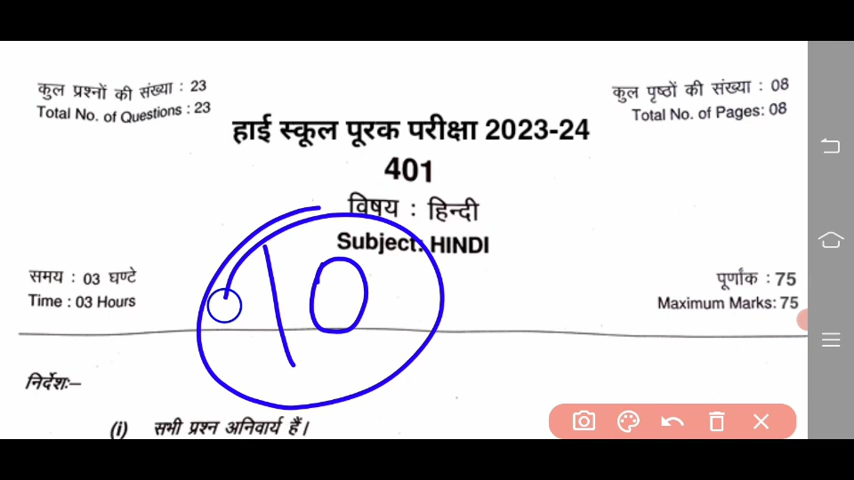 कुल प्रश्नों की संख्या : 23
Total No. of Questions : 23
कुल पृष्ठों की संख्या : 08
Total No. of Pages: 08
हाई स्कूल पूरक परीक्षा 2023-24
401
विषय : हिन्दी
Subject: HINDI
समय : 03 घण्टे
Time : 03 Hours
10
पूर्णांक : 75
Maximum Marks: 75
निर्देश:–
(i) सभी प्रश्न अनिवार्य हैं।